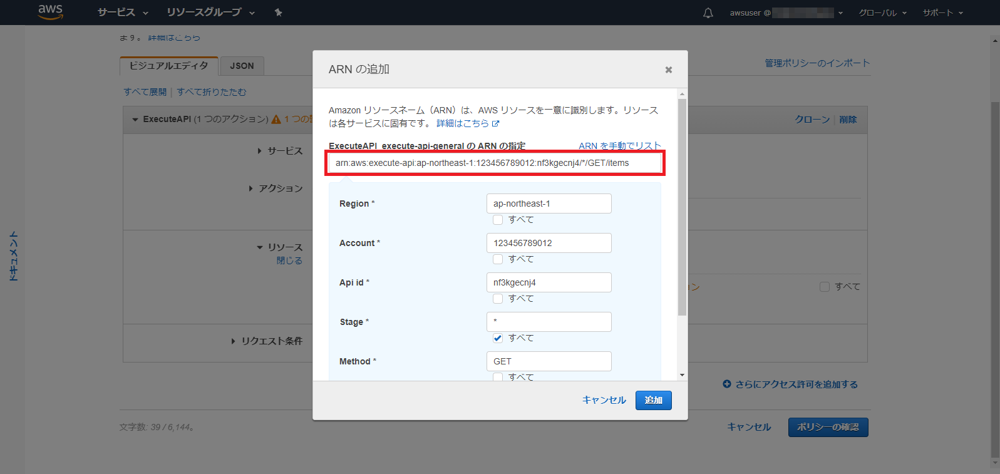 aws サービス リソースグループ awsuser @ グローバル サポート
ます。 詳細はこちら
ビジュアルエディタ JSON 管理ポリシーのインポート
すべて展開 | すべて折りたたむ
ExecuteAPI (1 つのアクション) 1 つの クローン | 削除
サービス
アクション
リソース
閉じる
ン すべて
リクエスト条件
さらにアクセス許可を追加する
文字数: 39 / 6,144。 キャンセル ポリシーの確認
ドキュメント
ARN の追加
Amazon リソースネーム（ARN）は、AWS リソースを一意に識別します。リソース
は各サービスに固有です。 詳細はこちら
ExecuteAPI execute-api-general の ARN の指定 ARN を手動でリスト
arn:aws:execute-api:ap-northeast-1:123456789012:nf3kgecnj4/*/GET/items
Region * ap-northeast-1
すべて
Account * 123456789012
すべて
Api id * nf3kgecnj4
すべて
Stage * *
すべて
Method * GET
すべて
キャンセル 追加